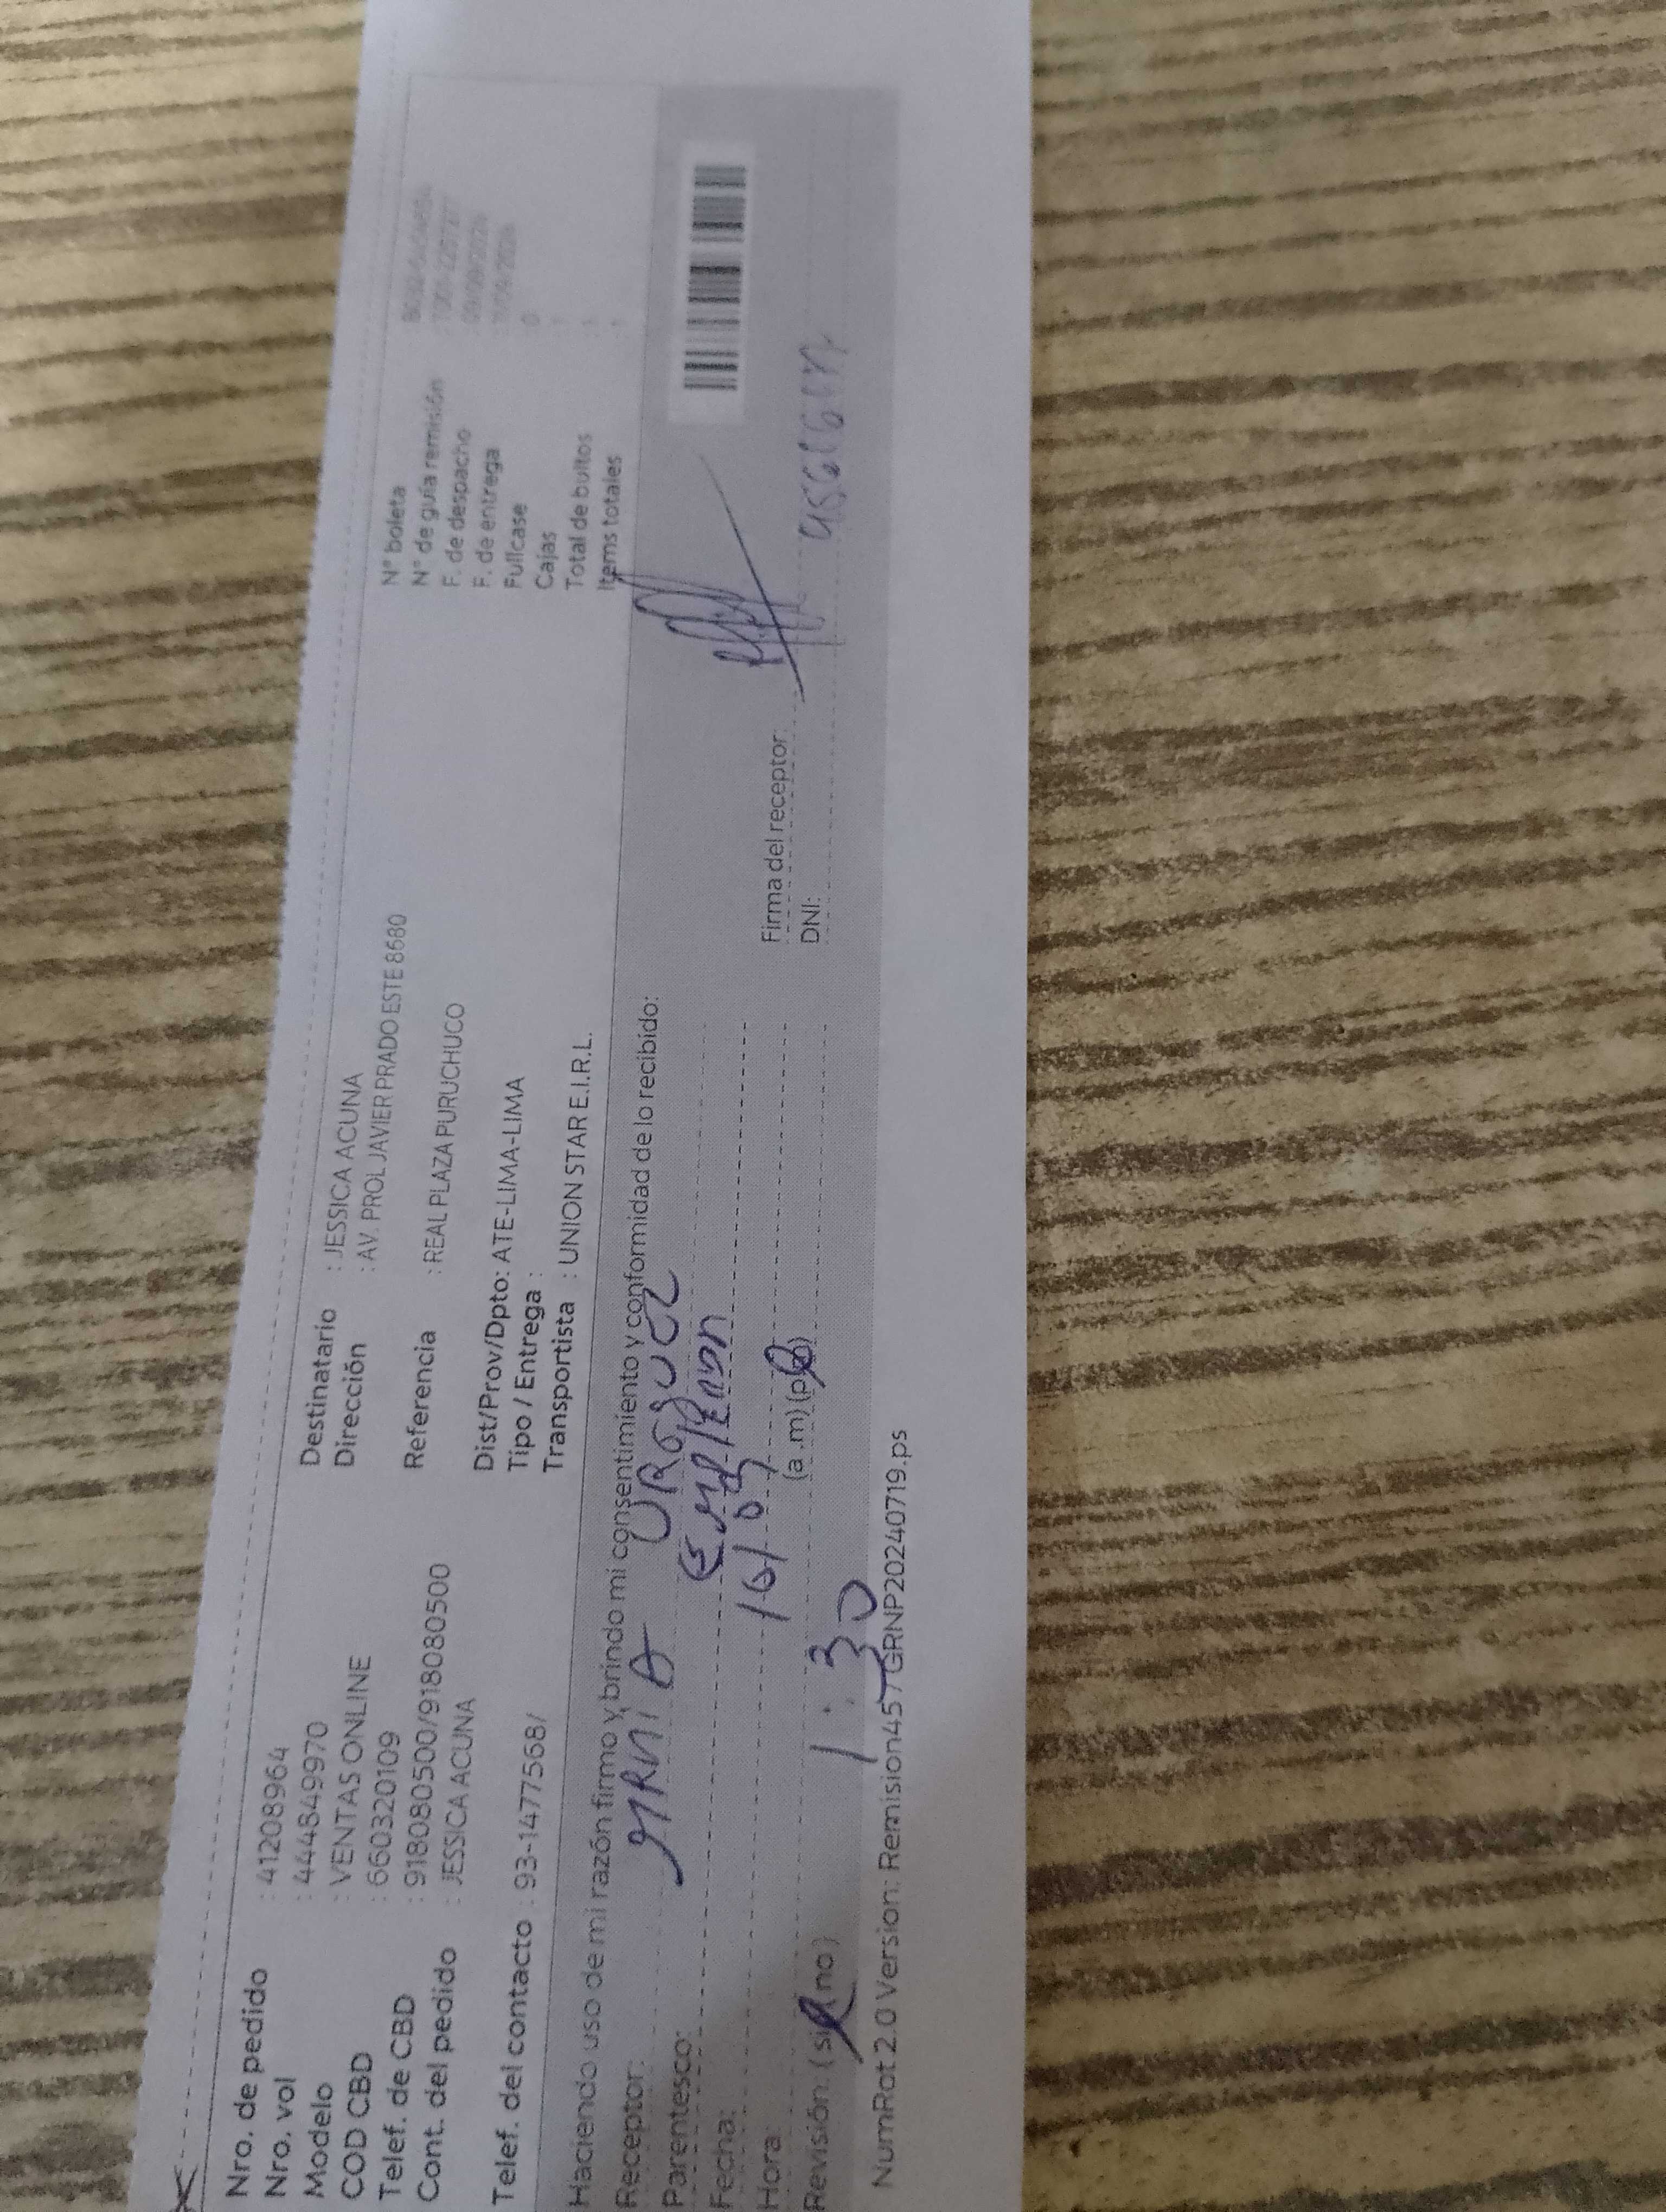 Nro. de pedido : 41208964
Nro. vol : 4448499970
Modelo : VENTAS ONLINE
COD CBD : 660320109
Telef. de CBD : 918080500/918080500
Cont. del pedido : JESSICA ACUNA
Telef. del contacto : 93-1477568/
Destinatario : JESSICA ACUNA
Dirección : AV. PROL JAVIER PRADO ESTE 8680
Referencia : REAL PLAZA PURUCHUCO
Dist/Prov/Dpto: ATE-LIMA-LIMA
Tipo / Entrega :
Transportista : UNION STAR E.I.R.L.
N° boleta
N° de guía remisión
F. de despacho
F. de entrega
Fullcase 0
Cajas
Total de bultos
Items totales
Haciendo uso de mi razón firmo y brindo mi consentimiento y conformidad de lo recibido:
Receptor:
Parentesco:
Fecha:
Hora 1:30 (a.m) (p.m)
Revisión: (si) (no)
Firma del receptor:
DNI:
NumRat 2.0 Version: Remision457GRNP20240719.ps